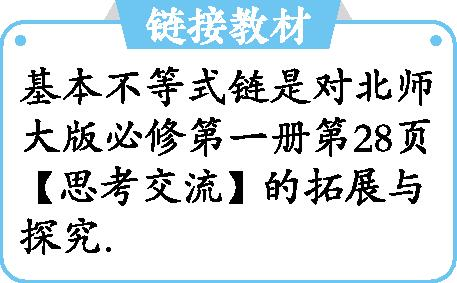 链接教材
基本不等式链是对北师
大版必修第一册第28页
【思考交流】的拓展与
探究.